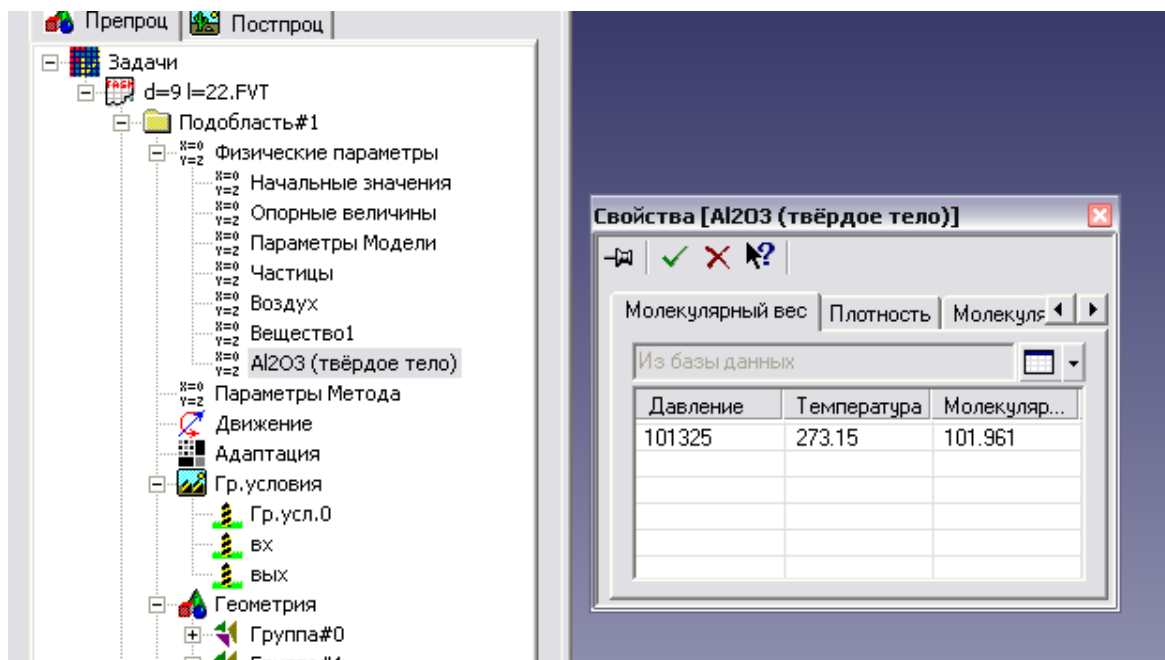 Препроц Постпроц
Задачи
d=9 l=22.FVT
Подобласть#1
Физические параметры
Начальные значения
Опорные величины
Параметры Модели
Частицы
Воздух
Вещество1
Al2O3 (твёрдое тело)
Параметры Метода
Движение
Адаптация
Гр.условия
Гр.усл.0
вх
вых
Геометрия
Группа#0
Свойства [Al2O3 (твёрдое тело)]
Молекулярный вес Плотность Молекуля
Из базы данных
Давление Температура Молекуляр...
101325 273.15 101.961